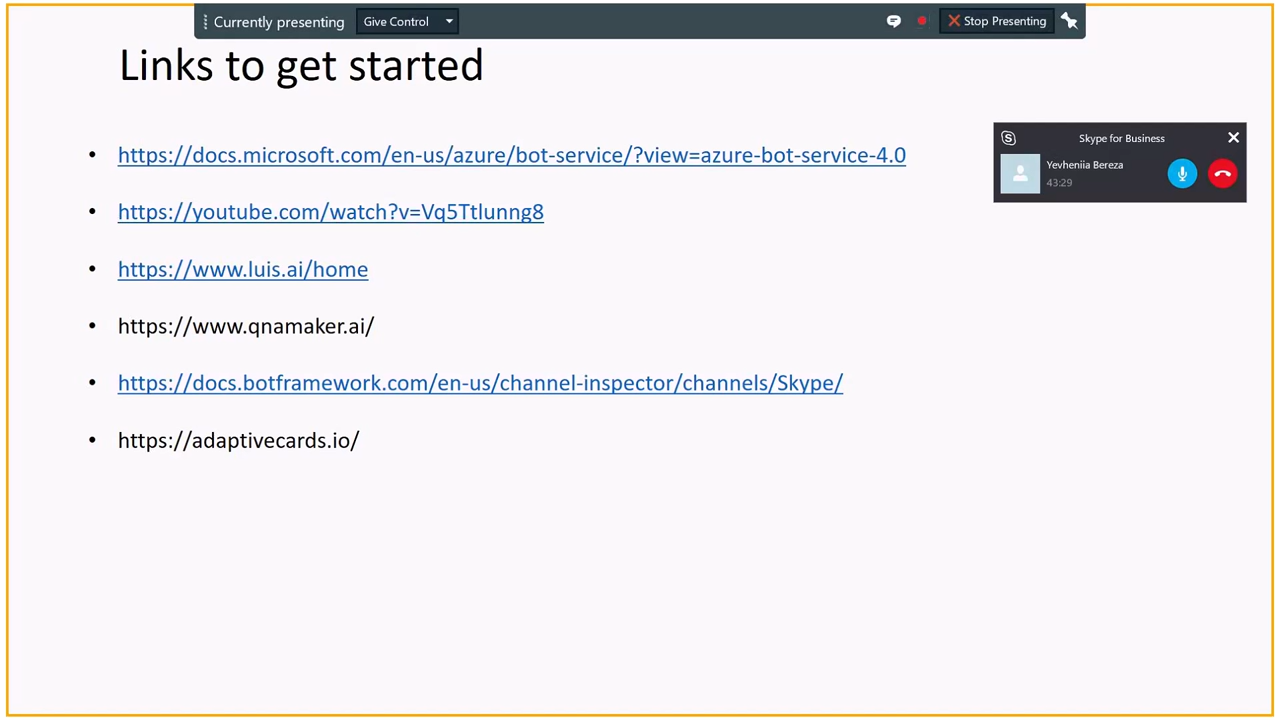 Currently presenting
Give Control
Stop Presenting
Links to get started
https://docs.microsoft.com/en-us/azure/bot-service/?view=azure-bot-service-4.0
Skype for Business
Yevheniia Bereza
43:29
https://youtube.com/watch?v=Vq5Ttlunng8
https://www.luis.ai/home
https://www.qnamaker.ai/
https://docs.botframework.com/en-us/channel-inspector/channels/Skype/
https://adaptivecards.io/